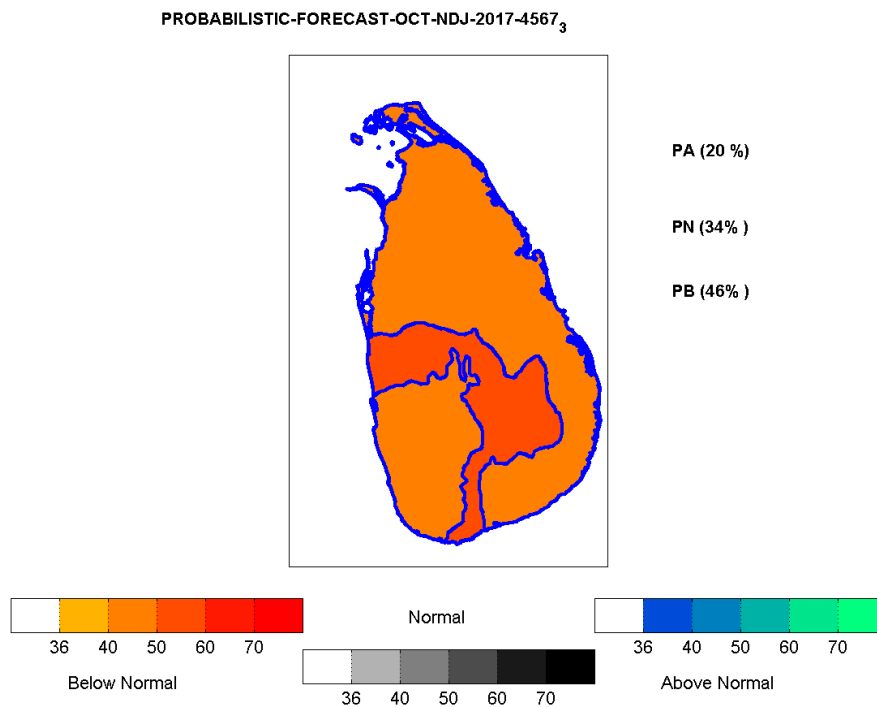 PROBABILISTIC-FORECAST-OCT-NDJ-2017-4567₃
PA (20 %)
PN (34% )
PB (46% )
36 40 50 60 70
Below Normal
Normal
36 40 50 60 70
36 40 50 60 70
Above Normal